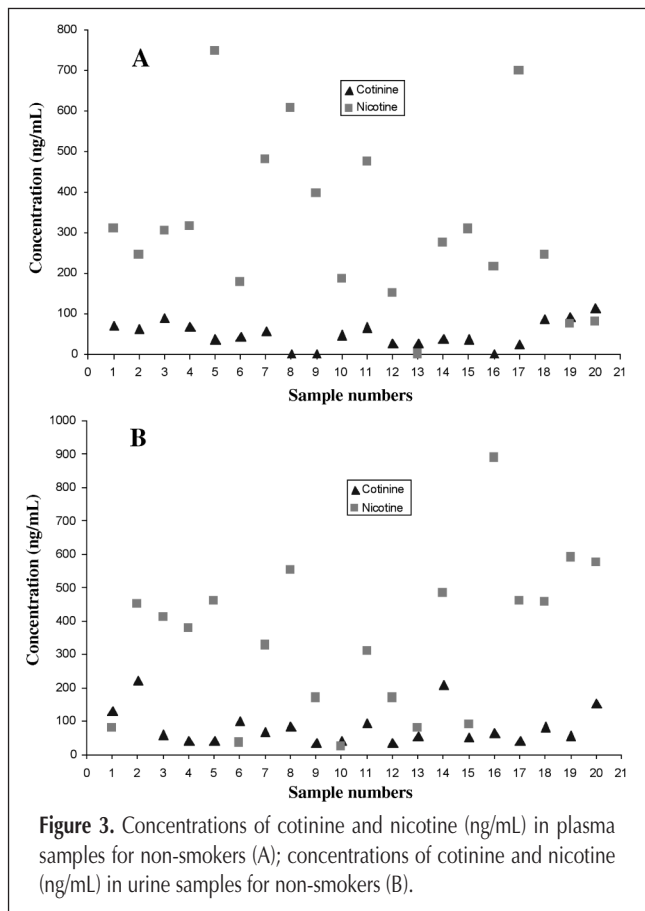 800
A
700
Cotinine
Nicotine
600
500
400
300
200
100
0
Concentration (ng/mL)
0 1 2 3 4 5 6 7 8 9 10 11 12 13 14 15 16 17 18 19 20 21
Sample numbers
1000
B
900
Cotinine
Nicotine
800
700
600
500
400
300
200
100
0
Concentration (ng/mL)
0 1 2 3 4 5 6 7 8 9 10 11 12 13 14 15 16 17 18 19 20 21
Sample numbers
Figure 3. Concentrations of cotinine and nicotine (ng/mL) in plasma
samples for non-smokers (A); concentrations of cotinine and nicotine
(ng/mL) in urine samples for non-smokers (B).